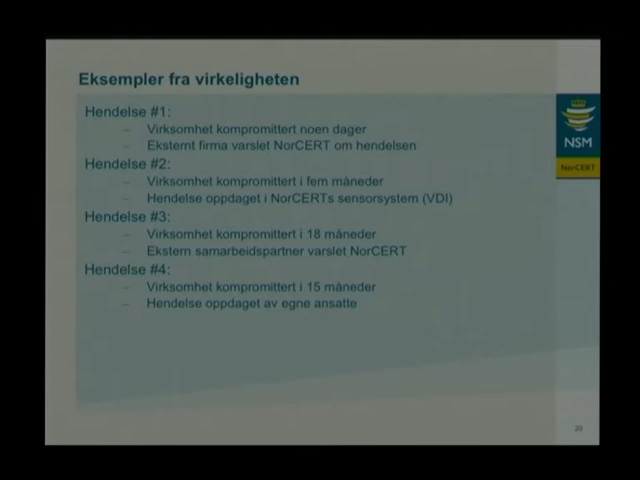 Eksempler fra virkeligheten
Hendelse #1:
– Virksomhet kompromittert noen dager
– Eksternt firma varslet NorCERT om hendelsen
Hendelse #2:
– Virksomhet kompromittert i fem måneder
– Hendelse oppdaget i NorCERTs sensorsystem (VDI)
Hendelse #3:
– Virksomhet kompromittert i 18 måneder
– Ekstern samarbeidspartner varslet NorCERT
Hendelse #4:
– Virksomhet kompromittert i 15 måneder
– Hendelse oppdaget av egne ansatte
NSM
NorCERT
20